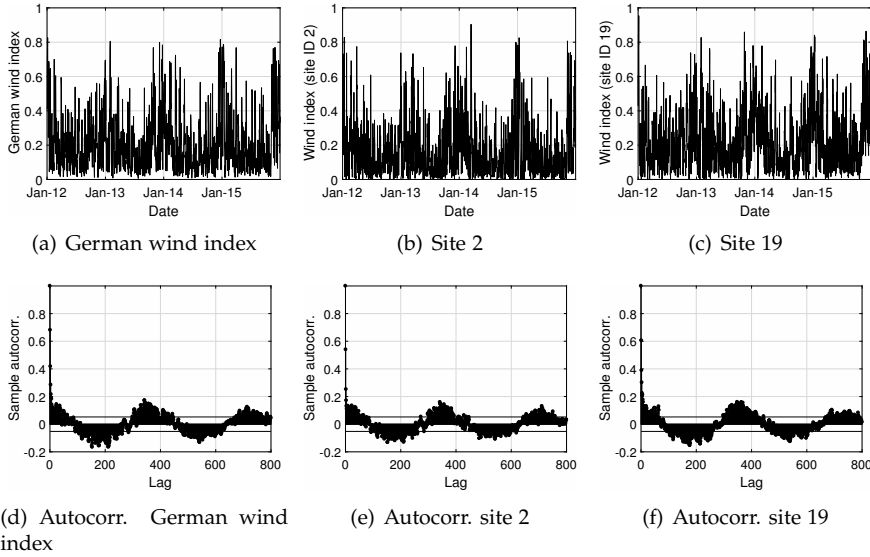 German wind index
1
0.8
0.6
0.4
0.2
0
Jan-12 Jan-13 Jan-14 Jan-15
Date
(a) German wind index
Wind index (site ID 2)
1
0.8
0.6
0.4
0.2
0
Jan-12 Jan-13 Jan-14 Jan-15
Date
(b) Site 2
Wind index (site ID 19)
1
0.8
0.6
0.4
0.2
0
Jan-12 Jan-13 Jan-14 Jan-15
Date
(c) Site 19
Sample autocorr.
0.8
0.6
0.4
0.2
0
-0.2
0 200 400 600 800
Lag
(d) Autocorr. German wind
index
Sample autocorr.
0.8
0.6
0.4
0.2
0
-0.2
0 200 400 600 800
Lag
(e) Autocorr. site 2
Sample autocorr.
0.8
0.6
0.4
0.2
0
-0.2
0 200 400 600 800
Lag
(f) Autocorr. site 19